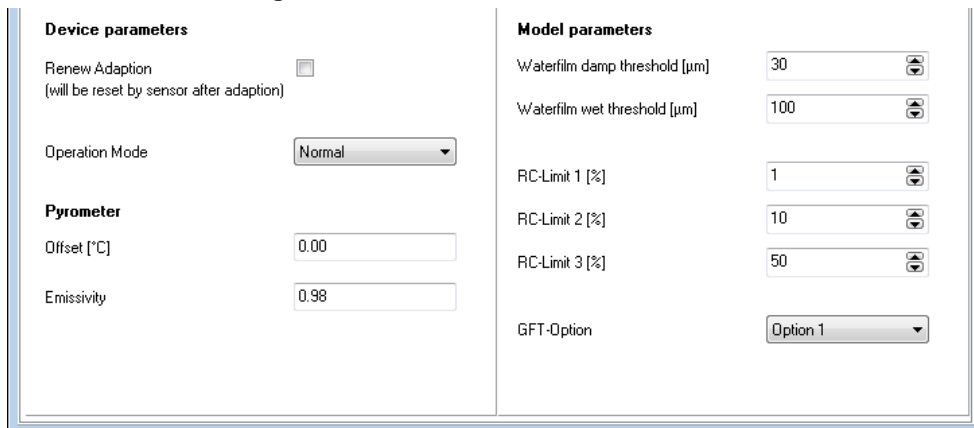 Device parameters
Renew Adaption
(will be reset by sensor after adaption)
Operation Mode Normal
Pyrometer
Offset [°C] 0.00
Emissivity 0.98
Model parameters
Waterfilm damp threshold [µm] 30
Waterfilm wet threshold [µm] 100
RC-Limit 1 [%] 1
RC-Limit 2 [%] 10
RC-Limit 3 [%] 50
GFT-Option Option 1